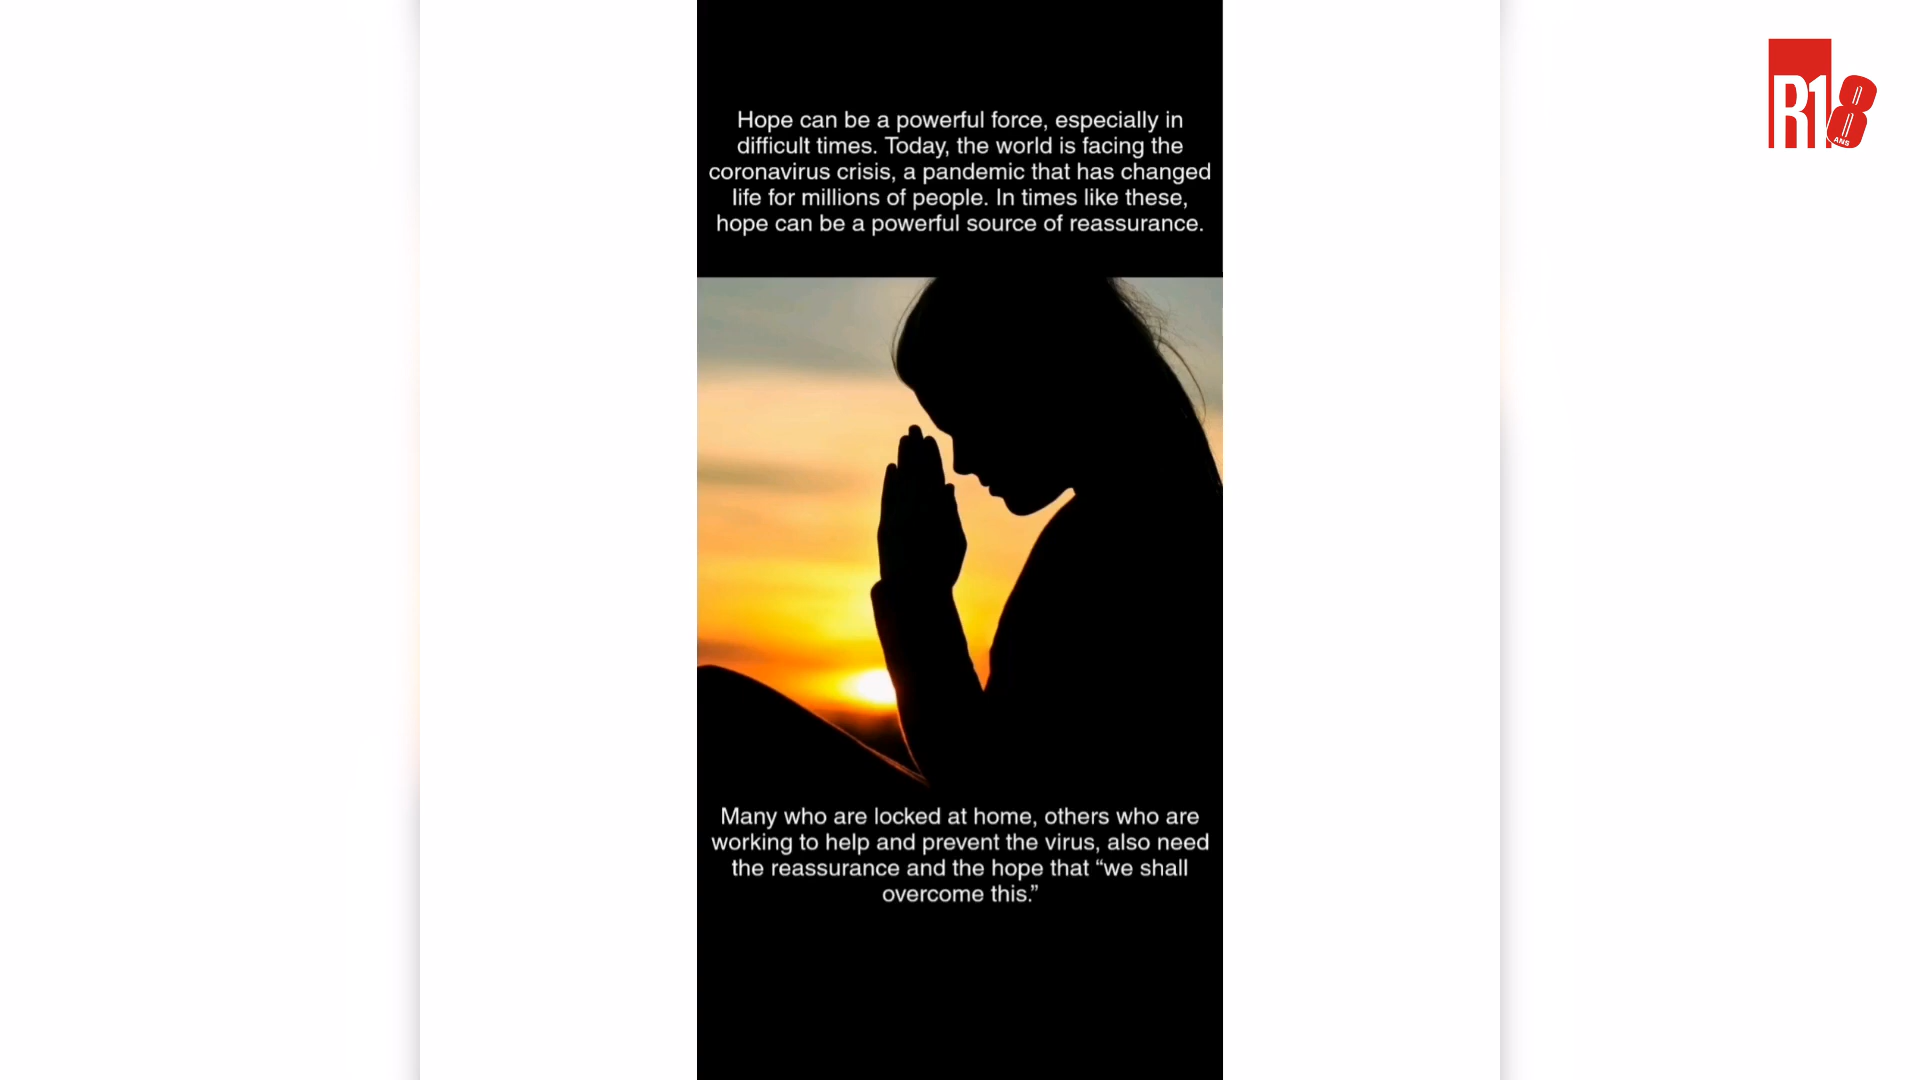 Hope can be a powerful force, especially in
difficult times. Today, the world is facing the
coronavirus crisis, a pandemic that has changed
life for millions of people. In times like these,
hope can be a powerful source of reassurance.
Many who are locked at home, others who are
working to help and prevent the virus, also need
the reassurance and the hope that “we shall
overcome this.”
R18
ANS